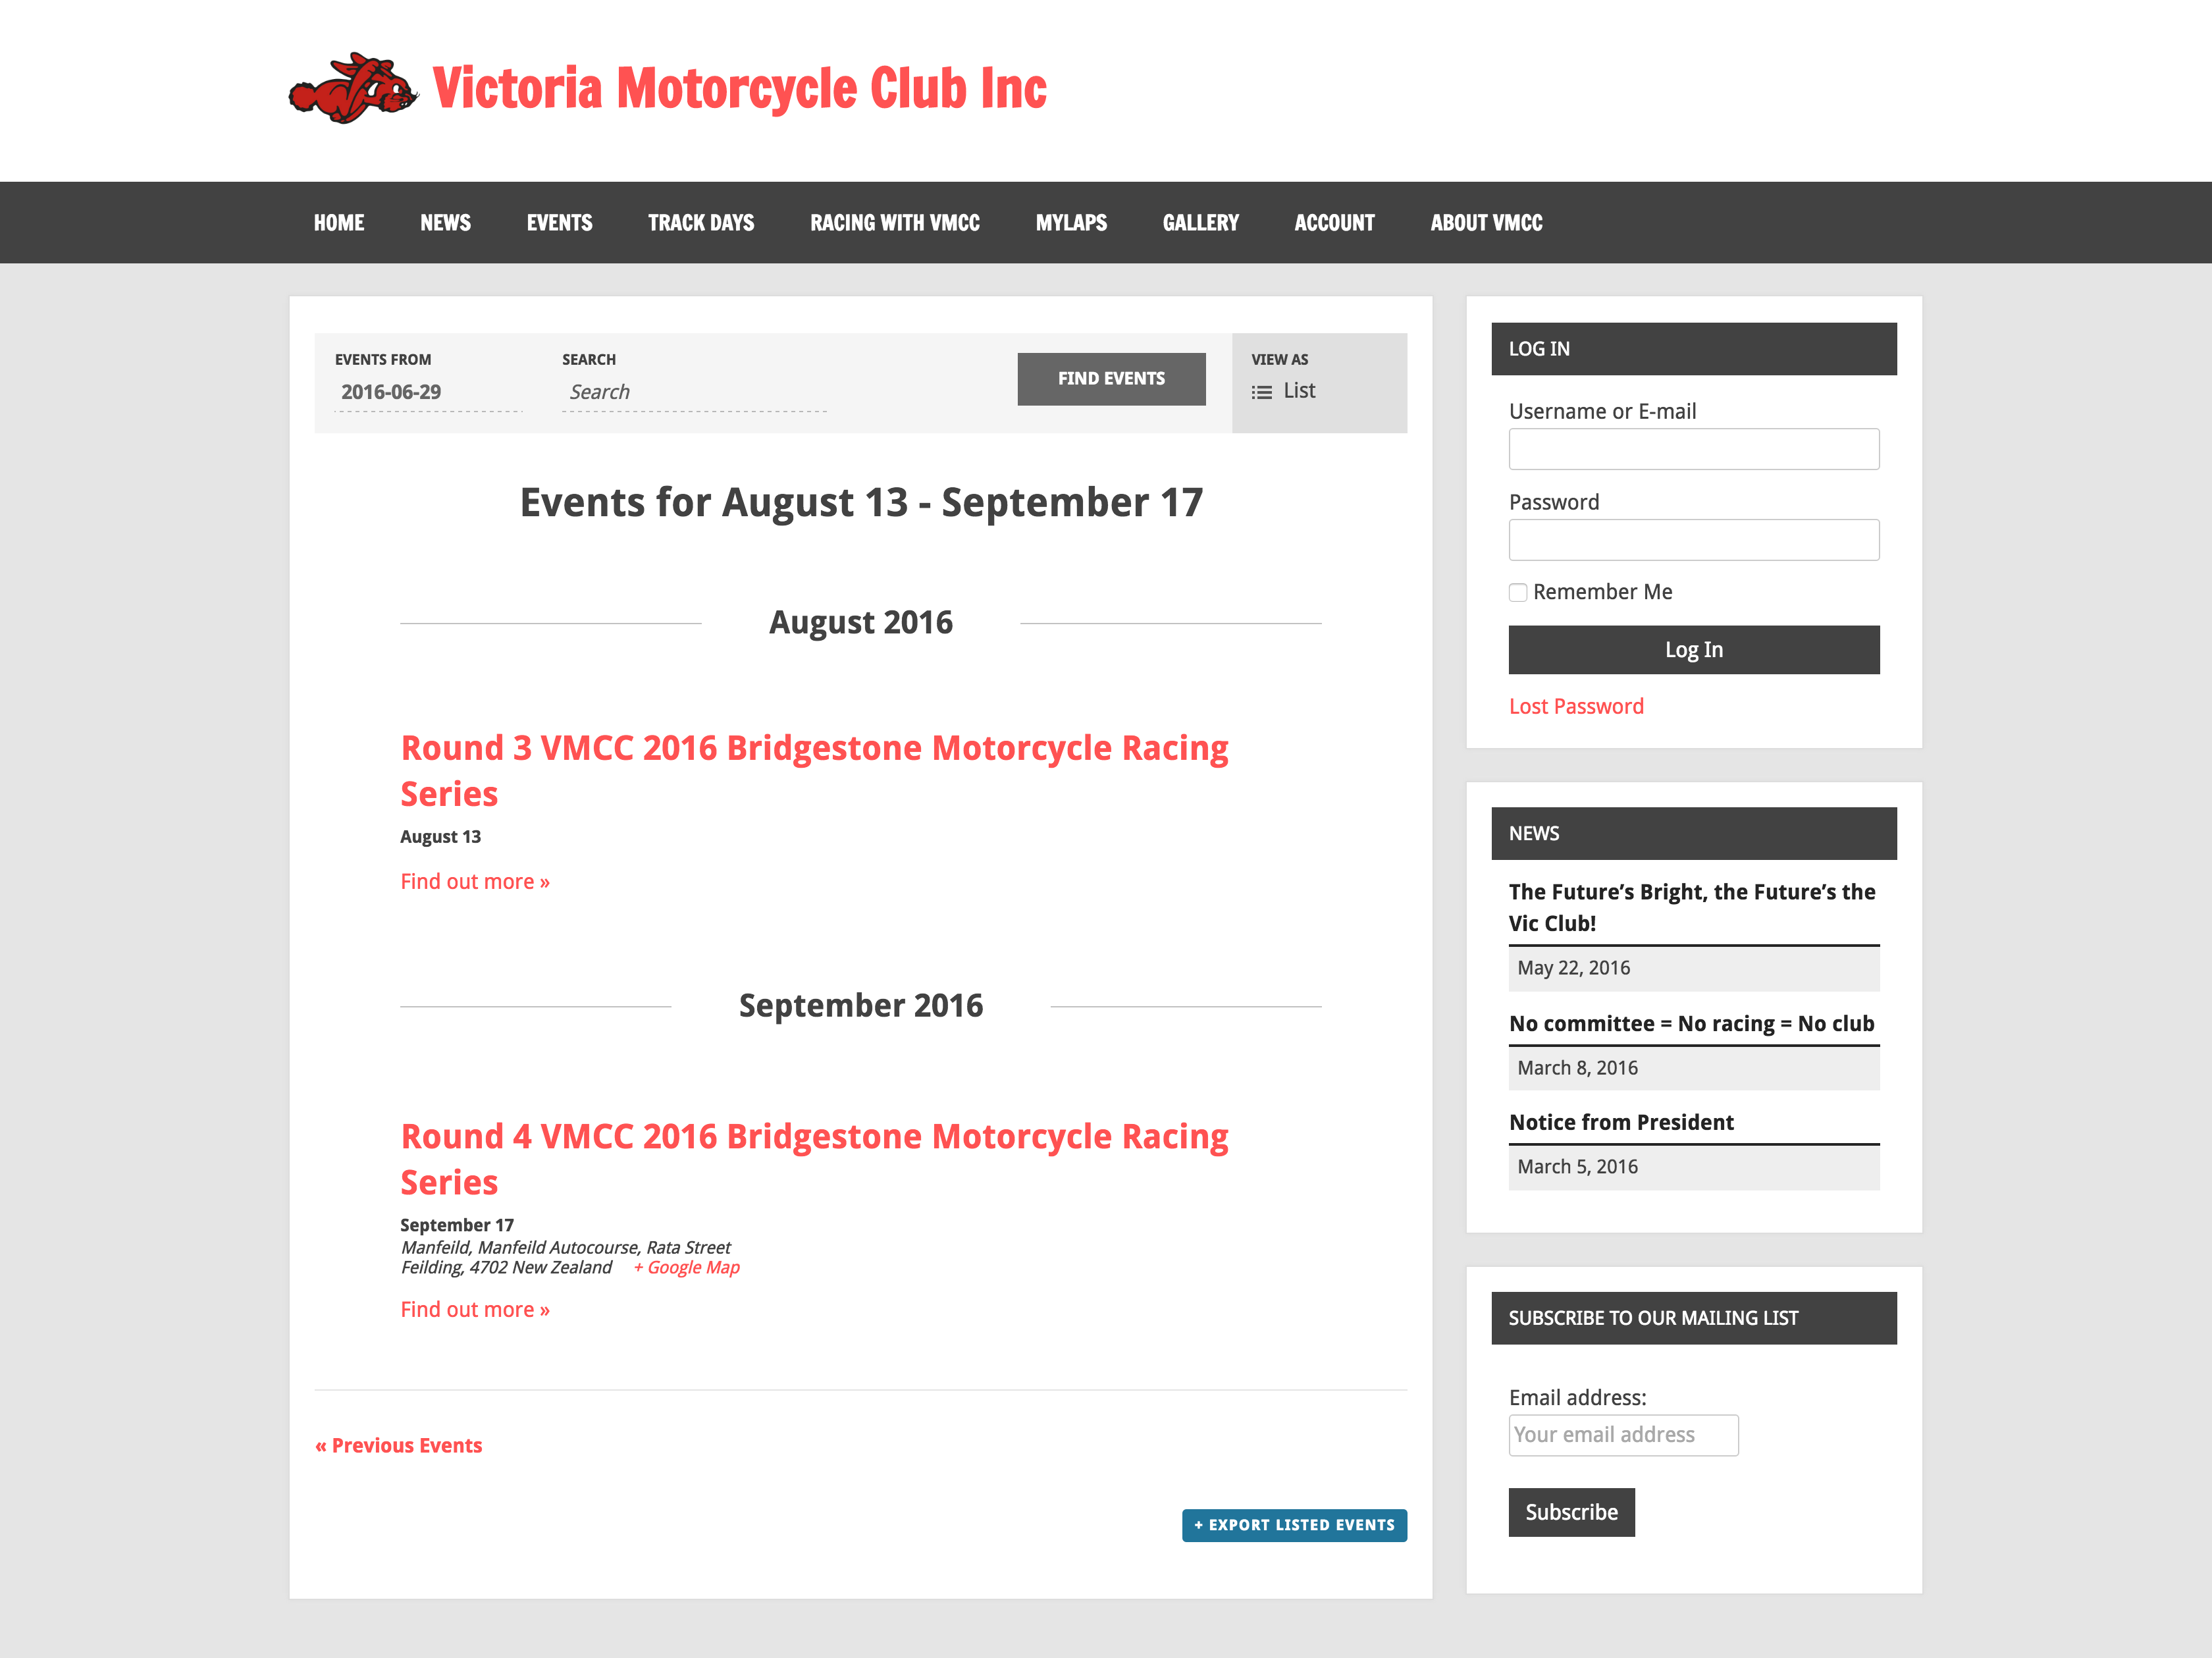 Victoria Motorcycle Club Inc
HOME NEWS EVENTS TRACK DAYS RACING WITH VMCC MYLAPS GALLERY ACCOUNT ABOUT VMCC
EVENTS FROM
2016-06-29
SEARCH
Search
FIND EVENTS
VIEW AS
List
Events for August 13 - September 17
August 2016
Round 3 VMCC 2016 Bridgestone Motorcycle Racing
Series
August 13
Find out more »
September 2016
Round 4 VMCC 2016 Bridgestone Motorcycle Racing
Series
September 17
Manfeild, Manfeild Autocourse, Rata Street
Feilding, 4702 New Zealand + Google Map
Find out more »
« Previous Events
+ EXPORT LISTED EVENTS
LOG IN
Username or E-mail
Password
Remember Me
Log In
Lost Password
NEWS
The Future’s Bright, the Future’s the
Vic Club!
May 22, 2016
No committee = No racing = No club
March 8, 2016
Notice from President
March 5, 2016
SUBSCRIBE TO OUR MAILING LIST
Email address:
Your email address
Subscribe